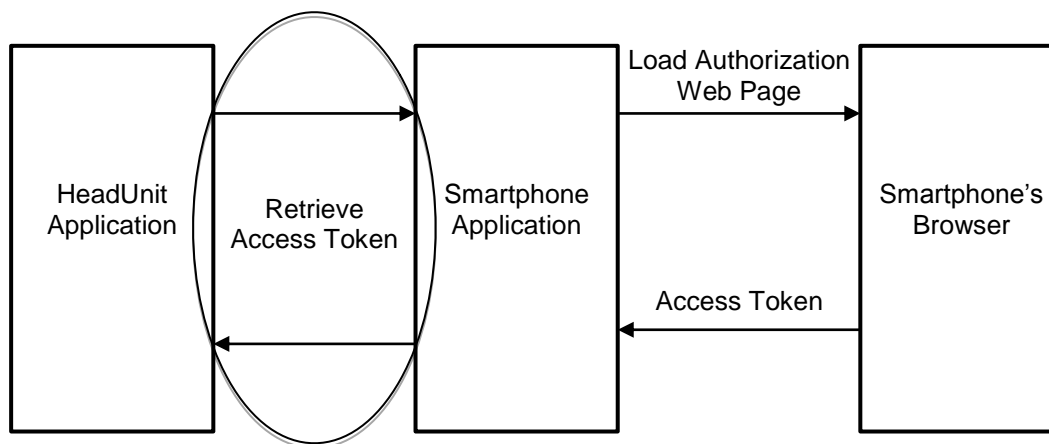 HeadUnit
Application
Retrieve
Access Token
Smartphone
Application
Load Authorization
Web Page
Access Token
Smartphone’s
Browser